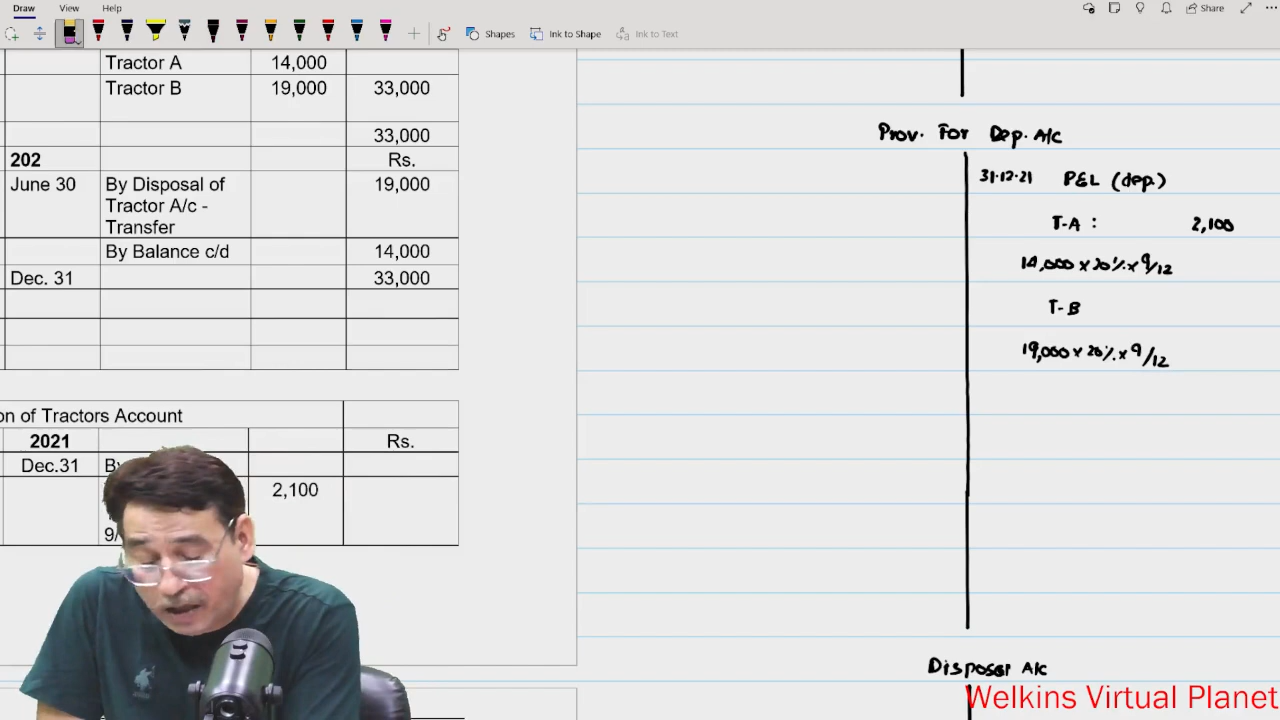 Draw View Help
Share
Shapes Ink to Shape Ink to Text
Tractor A 14,000
Tractor B 19,000 33,000
33,000
202 Rs.
June 30 By Disposal of Tractor A/c - Transfer 19,000
By Balance c/d 14,000
Dec. 31 33,000
on of Tractors Account
2021 Rs.
Dec.31
2,100
9/
Prov. For Dep. A/c
31.12.21 P&L (dep.)
T-A : 2,100
14,000 x 20% x 9/12
T-B
19,000 x 20% x 9/12
Disposal A/c
Welkins Virtual Planet